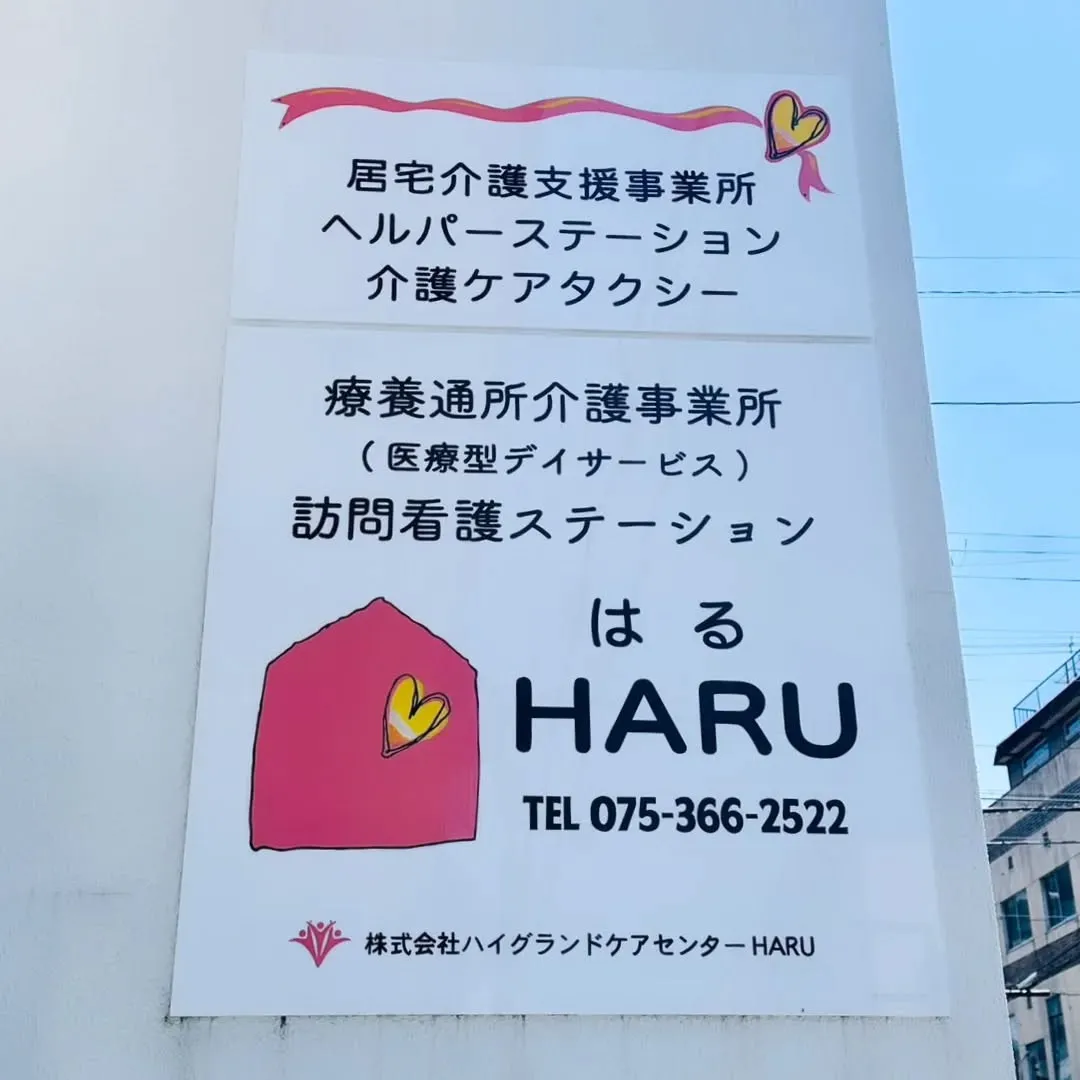 居宅介護支援事業所
ヘルパーステーション
介護ケアタクシー
療養通所介護事業所
(医療型デイサービス)
訪問看護ステーション
はる
HARU
TEL 075-366-2522
株式会社ハイグランドケアセンターHARU